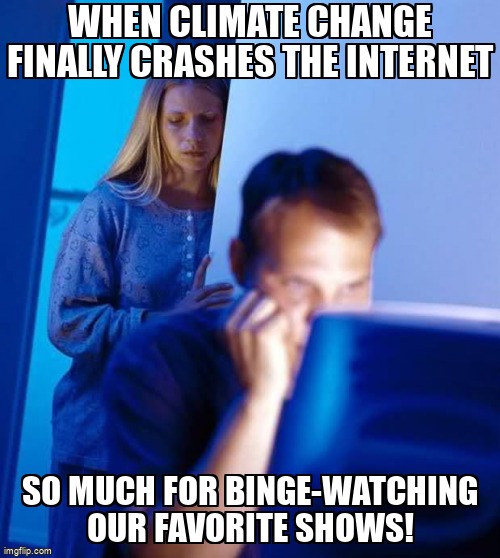 WHEN CLIMATE CHANGE
FINALLY CRASHES THE INTERNET
SO MUCH FOR BINGE-WATCHING
OUR FAVORITE SHOWS!
imgflip.com